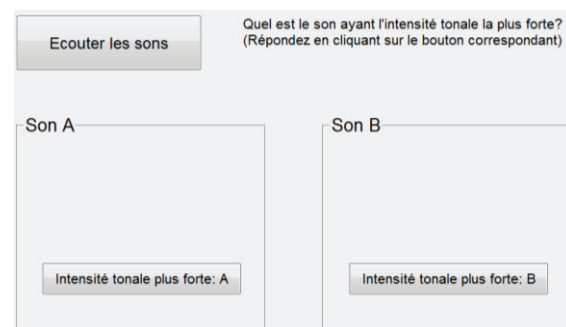 Ecouter les sons
Quel est le son ayant l'intensité tonale la plus forte?
(Répondez en cliquant sur le bouton correspondant)
Son A
Son B
Intensité tonale plus forte: A
Intensité tonale plus forte: B